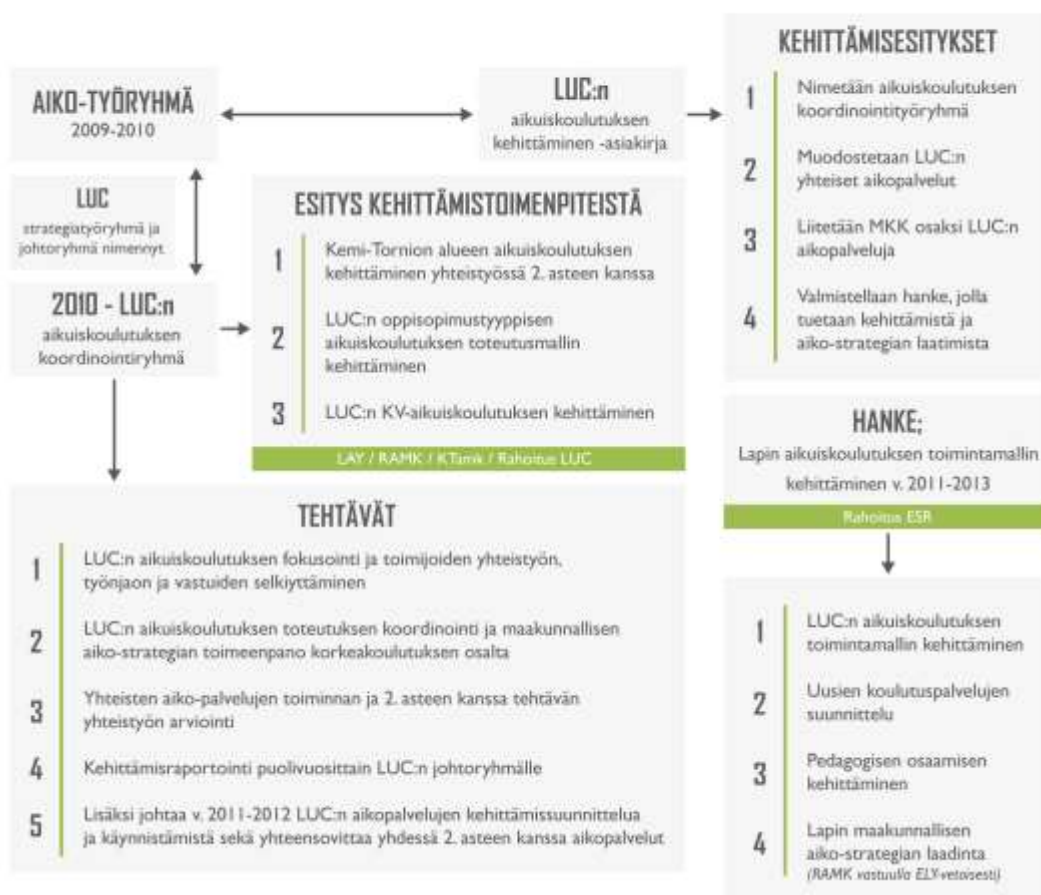 AIKO-TYÖRYHMÄ
2009-2010
LUC
strategiatyöryhmä ja
johtoryhmä nimennyt
2010 - LUC:n
aikuiskoulutuksen
koordinointiryhmä
LUC:n
aikuiskoulutuksen
kehittäminen -asiakirja
ESITYS KEHITTÄMISTOIMENPITEISTÄ
1 Kemi-Tornion alueen aikuiskoulutuksen
kehittäminen yhteistyössä 2. asteen kanssa
2 LUC:n oppisopimustyyppisen
aikuiskoulutuksen toteutusmallin
kehittäminen
3 LUC:n KV-aikuiskoulutuksen kehittäminen
LAY / RAMK / KTamk / Rahoitus LUC
KEHITTÄMISESITYKSET
1 Nimetään aikuiskoulutuksen
koordinointityöryhmä
2 Muodostetaan LUC:n
yhteiset aikopalvelut
3 Liitetään MKK osaksi LUC:n
aikopalveluja
4 Valmistellaan hanke, jolla
tuetaan kehittämistä ja
aiko-strategian laatimista
TEHTÄVÄT
1 LUC:n aikuiskoulutuksen fokusointi ja toimijoiden yhteistyön,
työnjaon ja vastuiden selkiyttäminen
2 LUC:n aikuiskoulutuksen toteutuksen koordinointi ja maakunnallisen
aiko-strategian toimeenpano korkeakoulutuksen osalta
3 Yhteisten aiko-palvelujen toiminnan ja 2. asteen kanssa tehtävän
yhteistyön arviointi
4 Kehittämisraportointi puolivuosittain LUC:n johtoryhmälle
5 Lisäksi johtaa v. 2011-2012 LUC:n aikopalvelujen kehittämissuunnittelua
ja käynnistämistä sekä yhteensovittaa yhdessä 2. asteen kanssa aikopalvelut
HANKE;
Lapin aikuiskoulutuksen toimintamallin
kehittäminen v. 2011-2013
Rahoitus ESR
1 LUC:n aikuiskoulutuksen
toimintamallin kehittäminen
2 Uusien koulutuspalvelujen
suunnittelu
3 Pedagogisen osaamisen
kehittäminen
4 Lapin maakunnallisen
aiko-strategian laadinta
(RAMK vastuulla ELY-vetoisesti)